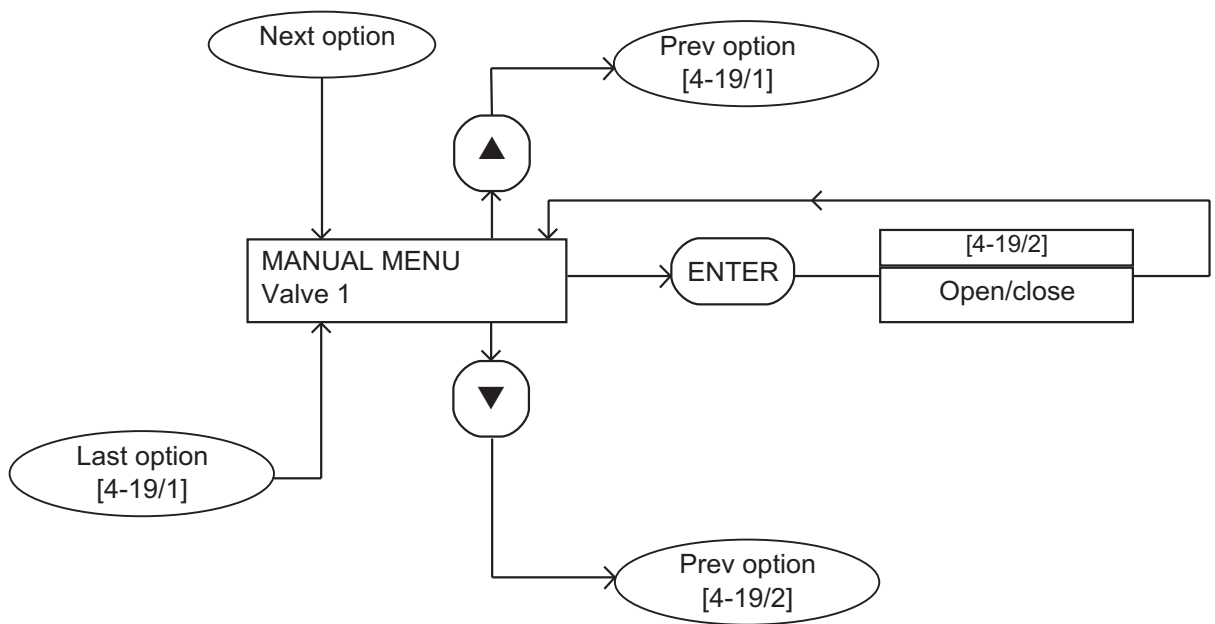 Next option
Prev option
[4-19/1]
▲
MANUAL MENU
Valve 1
ENTER
[4-19/2]
Open/close
▼
Last option
[4-19/1]
Prev option
[4-19/2]